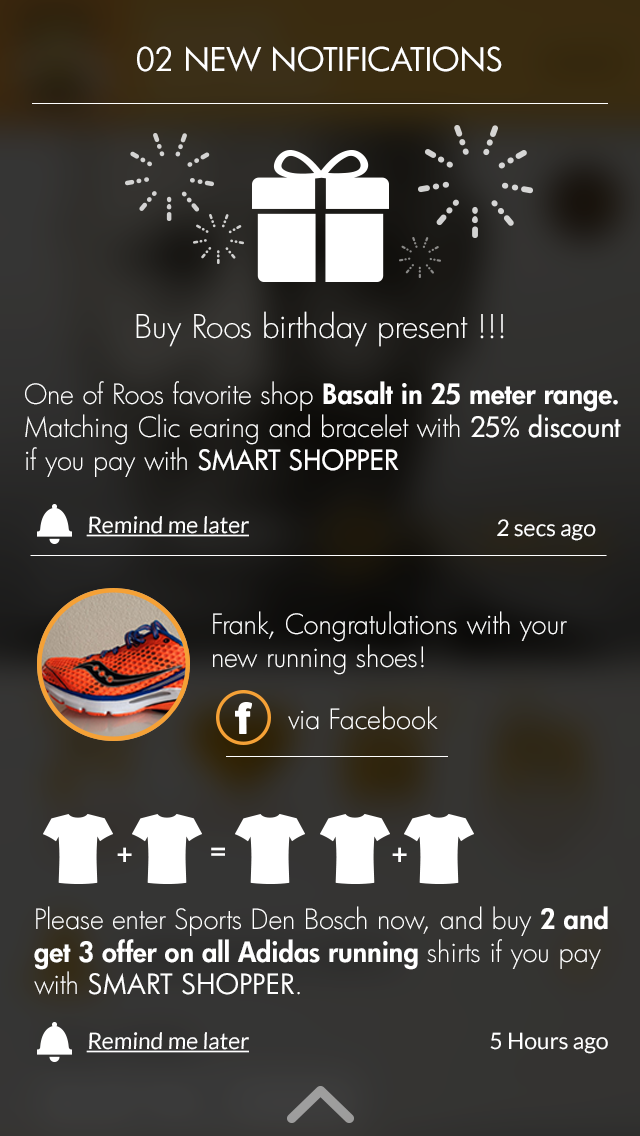 02 NEW NOTIFICATIONS
Buy Roos birthday present !!!
One of Roos favorite shop Basalt in 25 meter range.
Matching Clic earing and bracelet with 25% discount
if you pay with SMART SHOPPER
Remind me later
2 secs ago
Frank, Congratulations with your
new running shoes!
f via Facebook
+ = +
Please enter Sports Den Bosch now, and buy 2 and
get 3 offer on all Adidas running shirts if you pay
with SMART SHOPPER.
Remind me later
5 Hours ago